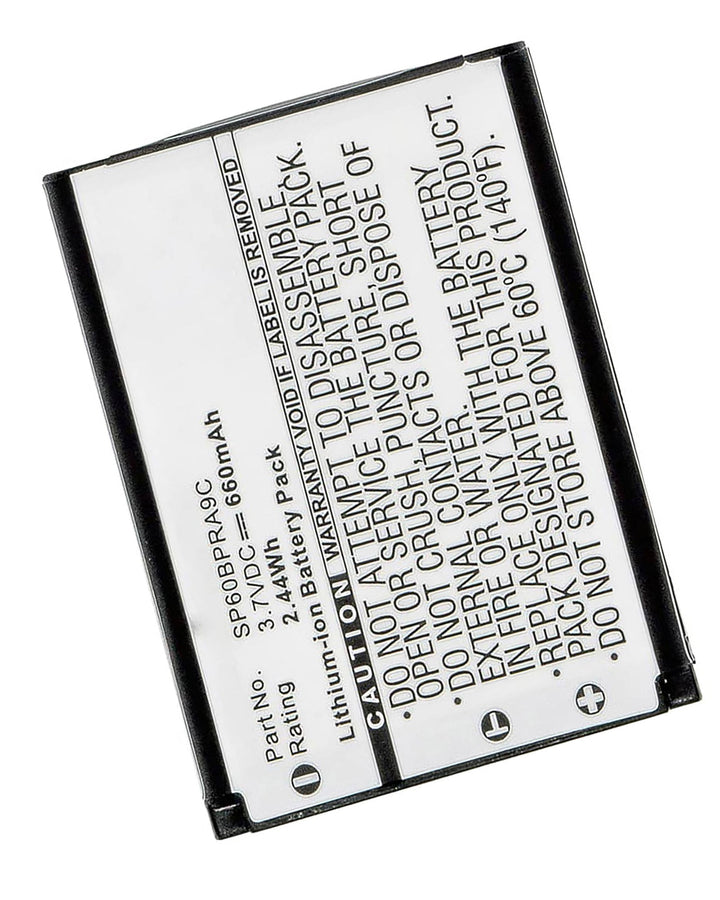 Part No. SP60BPRA9C
Rating 3.7VDC⎓660mAh
2.44Wh
Lithium-ion Battery Pack
CAUTION WARRANTY VOID IF LABEL IS REMOVED
• DO NOT ATTEMPT TO DISASSEMBLE,
OPEN OR SERVICE THE BATTERY PACK.
DO NOT CRUSH, PUNCTURE, SHORT
• EXTERNAL CONTACTS OR DISPOSE OF
IN FIRE OR WATER.
REPLACE ONLY WITH THE BATTERY
• PACK DESIGNATED FOR THIS PRODUCT.
• DO NOT STORE ABOVE 60ºC (140ºF).